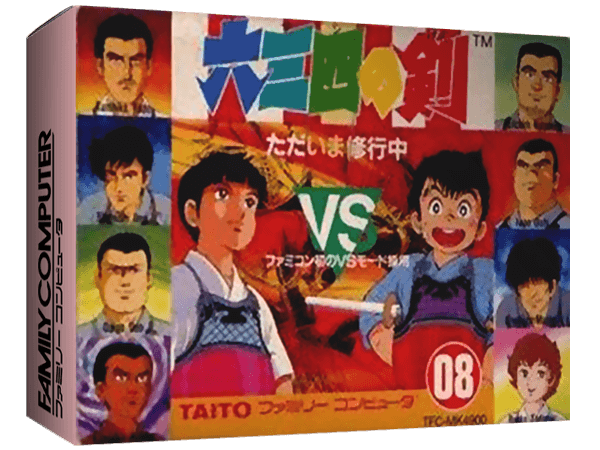 六三四の剣
TM
ただいま修行中
VS
ファミコン初のVSモード採用
08
TAITO ファミリー コンピュータ
TFC-MK4900
FAMILY COMPUTER
ファミリー コンピュータ